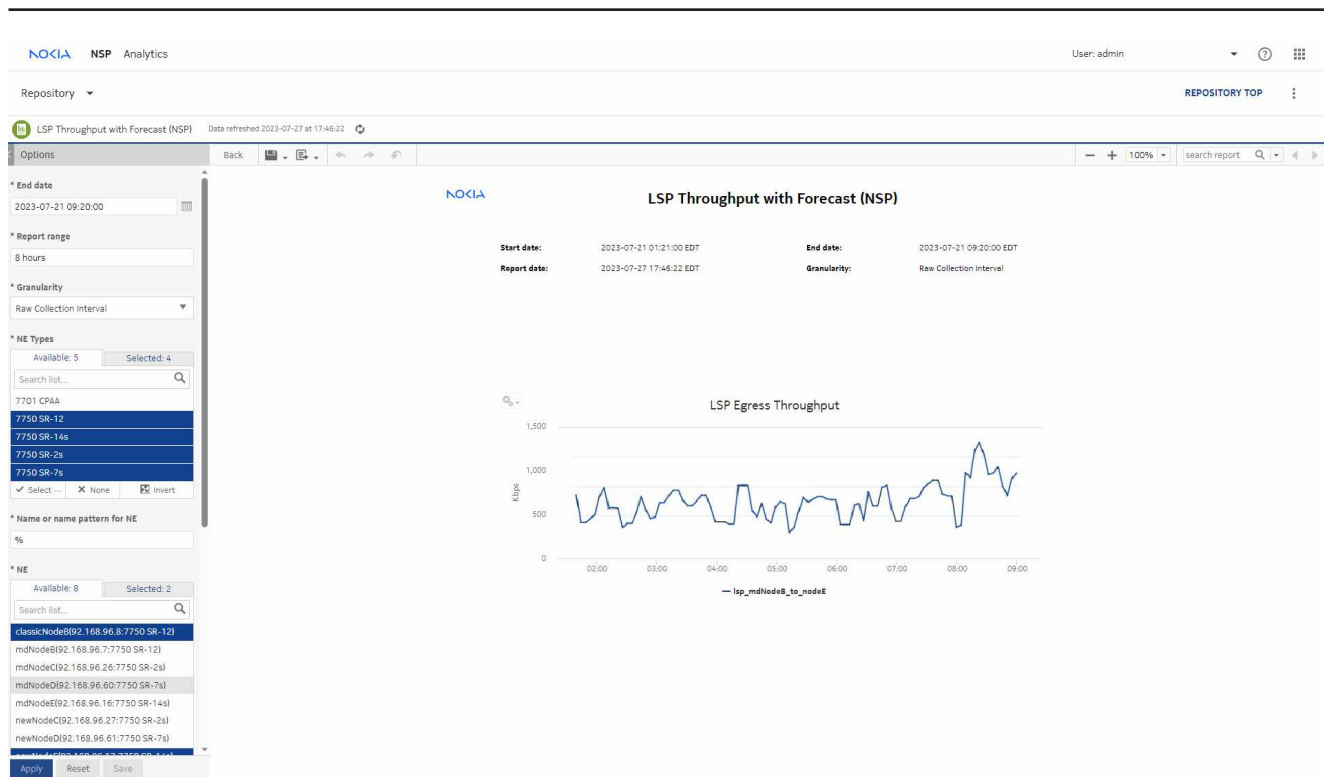 NOKIA NSP Analytics User: admin
Repository REPOSITORY TOP
LSP Throughput with Forecast (NSP) Data refreshed 2023-07-27 at 17:46:22
Options Back 100% search report
* End date
2023-07-21 09:20:00
* Report range
8 hours
* Granularity
Raw Collection Interval
* NE Types
Available: 5 Selected: 4
Search list...
7701 CPAA
7750 SR-12
7750 SR-14s
7750 SR-2s
7750 SR-7s
Select ... None Invert
* Name or name pattern for NE
%
* NE
Available: 8 Selected: 2
Search list...
classicNodeB(92.168.96.8:7750 SR-12)
mdNodeB(92.168.96.7:7750 SR-12)
mdNodeC(92.168.96.26:7750 SR-2s)
mdNodeD(92.168.96.60:7750 SR-7s)
mdNodeE(92.168.96.16:7750 SR-14s)
newNodeC(92.168.96.27:7750 SR-2s)
newNodeD(92.168.96.61:7750 SR-7s)
newNodeE(92.168.96.17:7750 SR-14s)
Apply Reset Save
NOKIA LSP Throughput with Forecast (NSP)
Start date: 2023-07-21 01:21:00 EDT End date: 2023-07-21 09:20:00 EDT
Report date: 2023-07-27 17:46:22 EDT Granularity: Raw Collection Interval
LSP Egress Throughput
1,500
1,000
Kbps
500
0
02:00 03:00 04:00 05:00 06:00 07:00 08:00 09:00
lsp_mdNodeB_to_nodeE